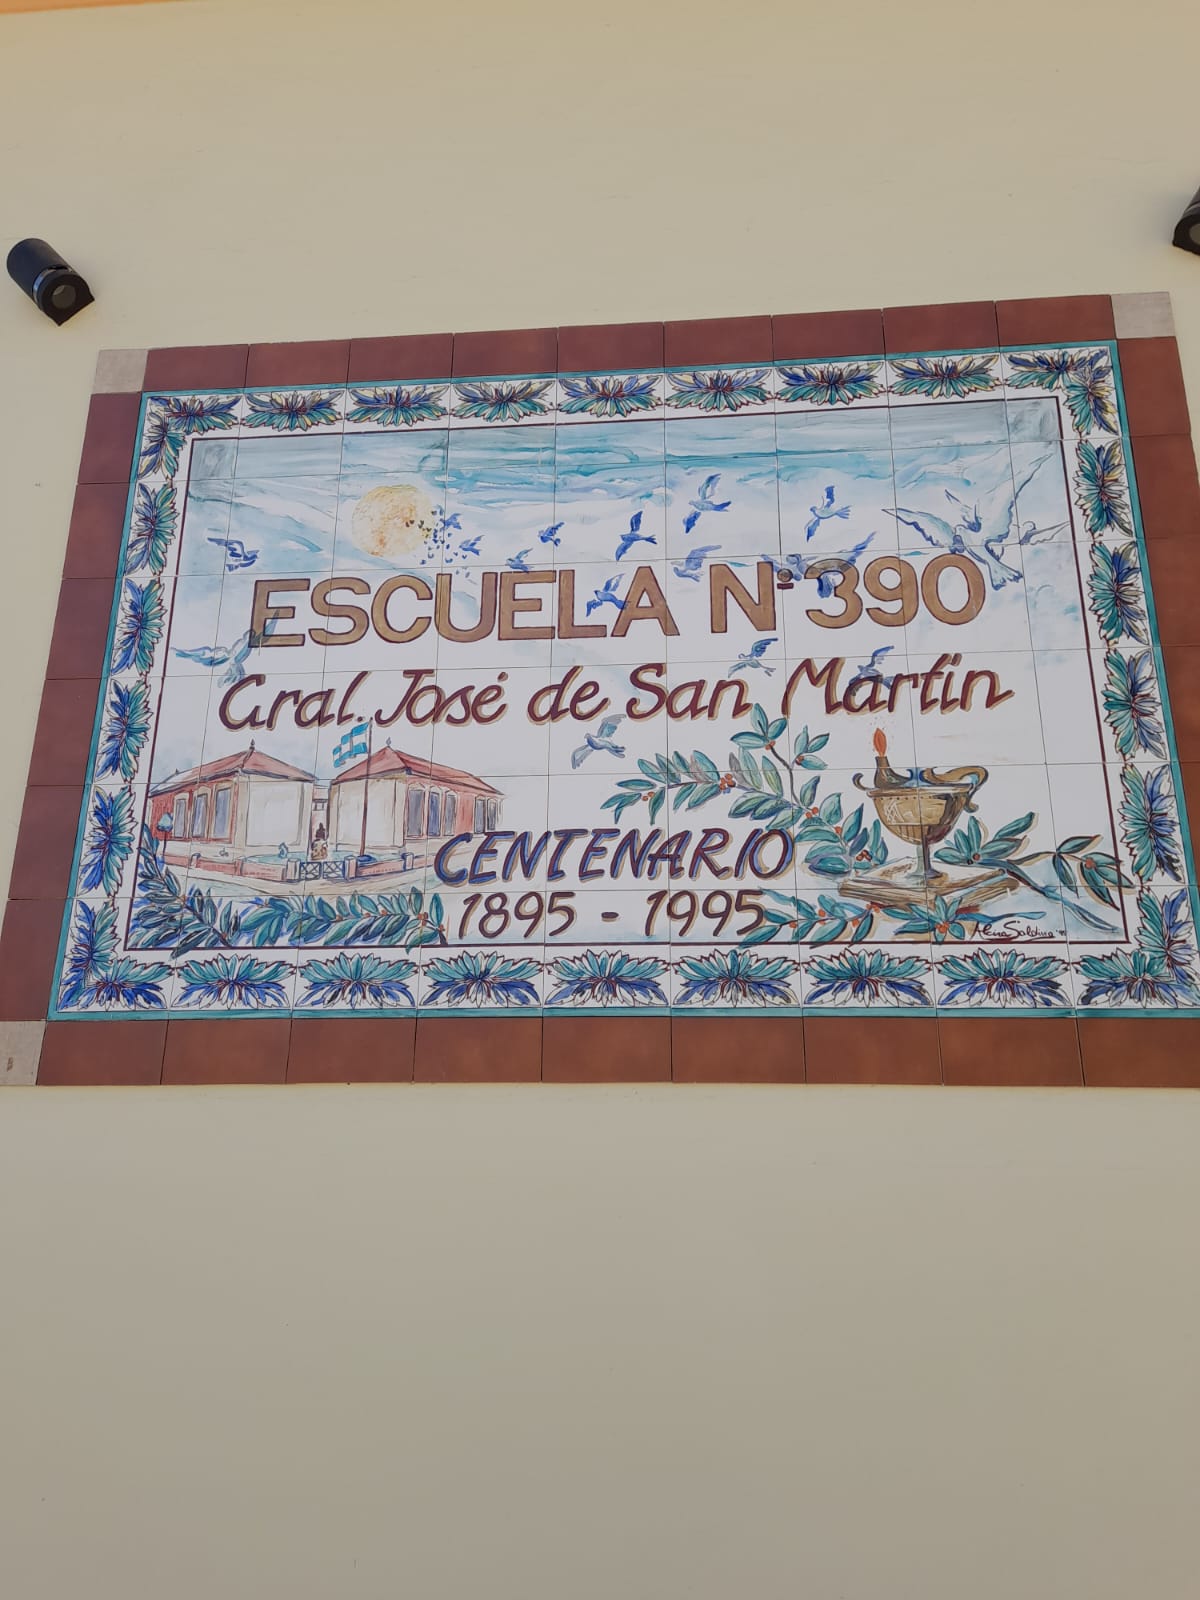 ESCUELA Nº 390
Gral. José de San Martín
CENTENARIO
1895 - 1995